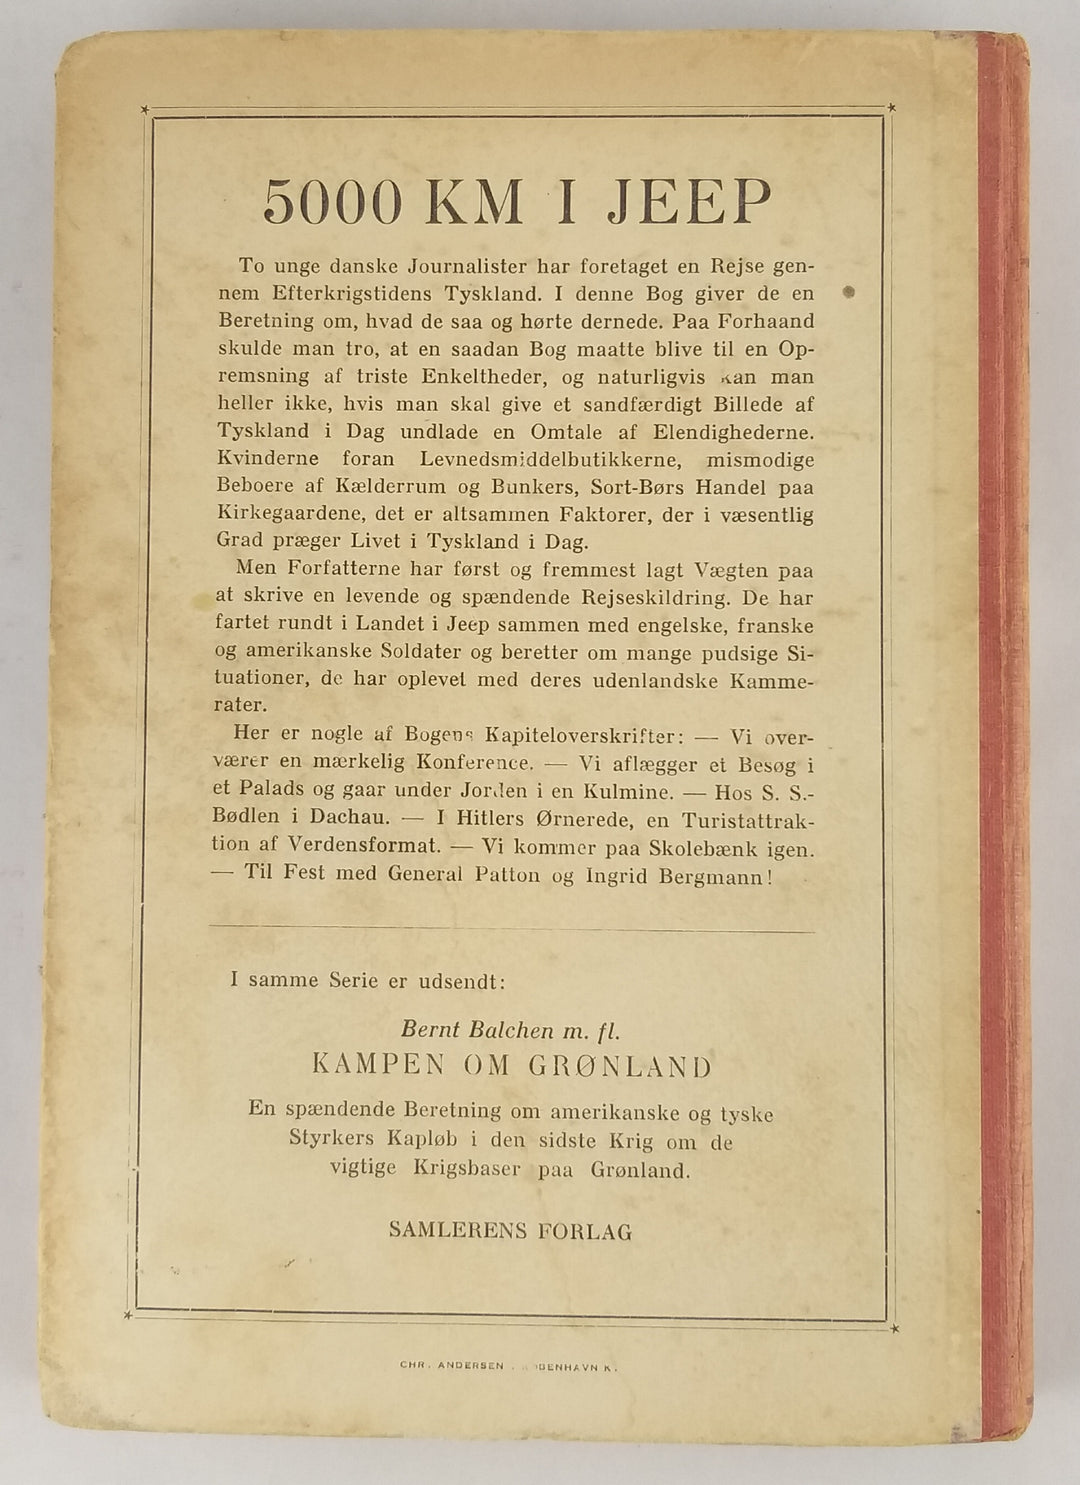 5000 KM I JEEP
To unge danske Journalister har foretaget en Rejse gen-
nem Efterkrigstidens Tyskland. I denne Bog giver de en
Beretning om, hvad de saa og hørte dernede. Paa Forhaand
skulde man tro, at en saadan Bog maatte blive til en Op-
remsning af triste Enkeltheder, og naturligvis kan man
heller ikke, hvis man skal give et sandfærdigt Billede af
Tyskland i Dag undlade en Omtale af Elendighederne.
Kvinderne foran Levnedsmiddelbutikkerne, mismodige
Beboere af Kælderrum og Bunkers, Sort-Børs Handel paa
Kirkegaardene, det er altsammen Faktorer, der i væsentlig
Grad præger Livet i Tyskland i Dag.
Men Forfatterne har først og fremmest lagt Vægten paa
at skrive en levende og spændende Rejseskildring. De har
fartet rundt i Landet i Jeep sammen med engelske, franske
og amerikanske Soldater og beretter om mange pudsige Si-
tuationer, de har oplevet med deres udenlandske Kamme-
rater.
Her er nogle af Bogens Kapiteloverskrifter: — Vi over-
værer en mærkelig Konference. — Vi aflægger et Besøg i
et Palads og gaar under Jorden i en Kulmine. — Hos S. S.-
Bødlen i Dachau. — I Hitlers Ørnerede, en Turistattrak-
tion af Verdensformat. — Vi kommer paa Skolebænk igen.
— Til Fest med General Patton og Ingrid Bergmann!
I samme Serie er udsendt:
Bernt Balchen m. fl.
KAMPEN OM GRØNLAND
En spændende Beretning om amerikanske og tyske
Styrkers Kapløb i den sidste Krig om de
vigtige Krigsbaser paa Grønland.
SAMLERENS FORLAG
CHR. ANDERSEN K.